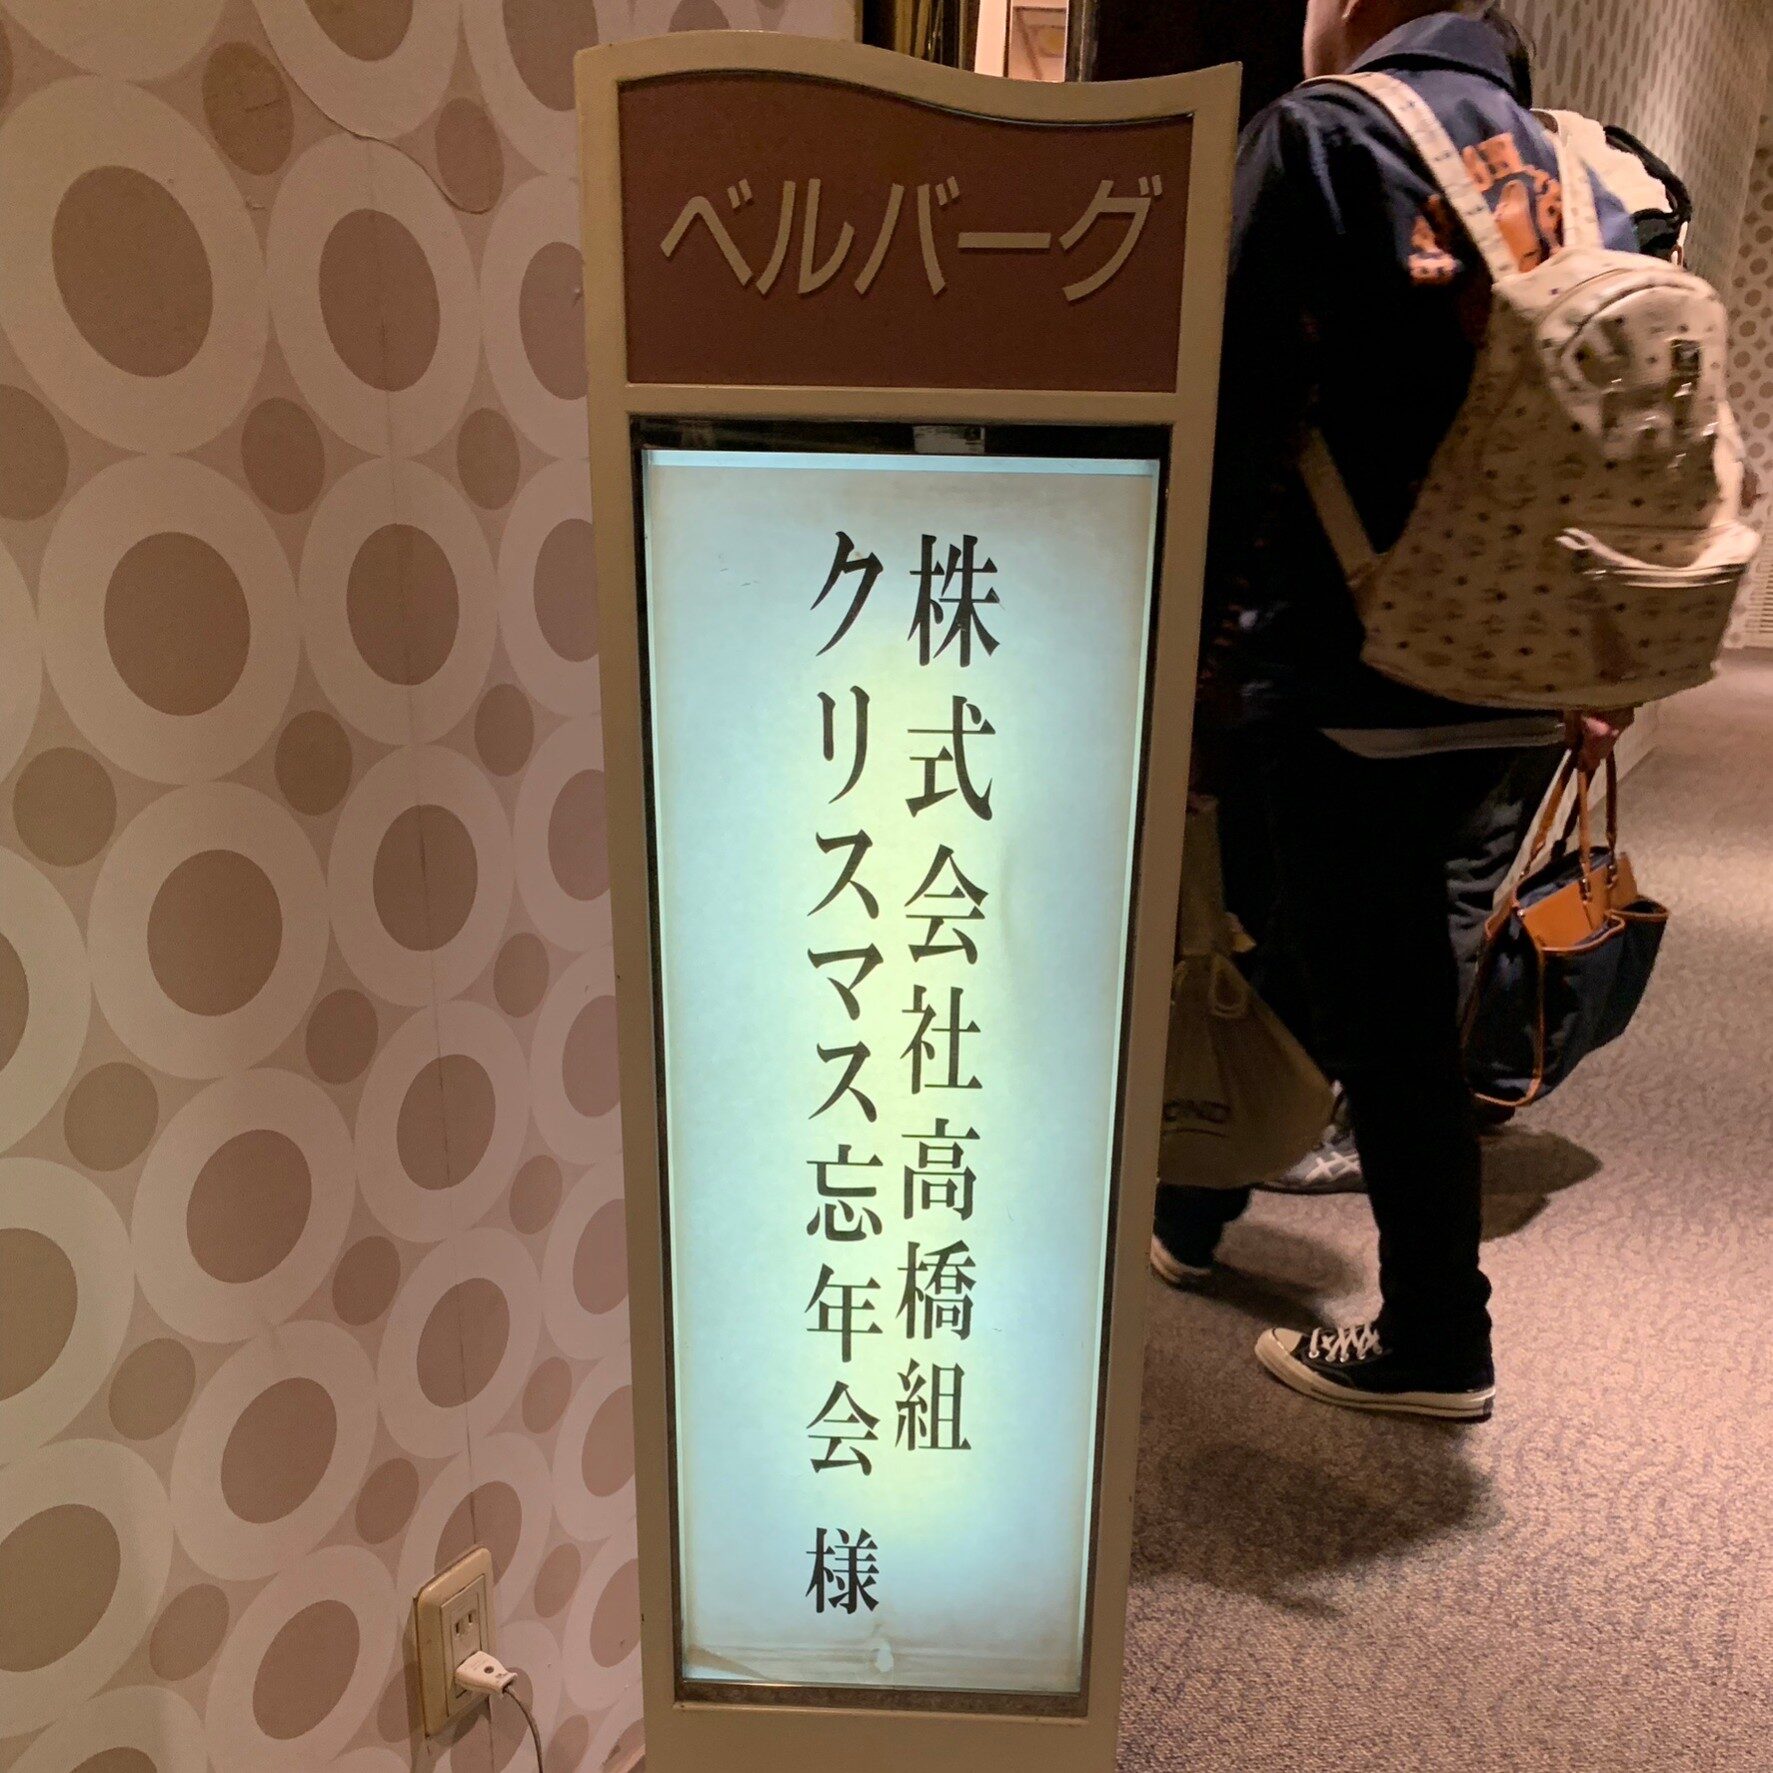 ベルバーグ
株式会社高橋組
クリスマス忘年会 様